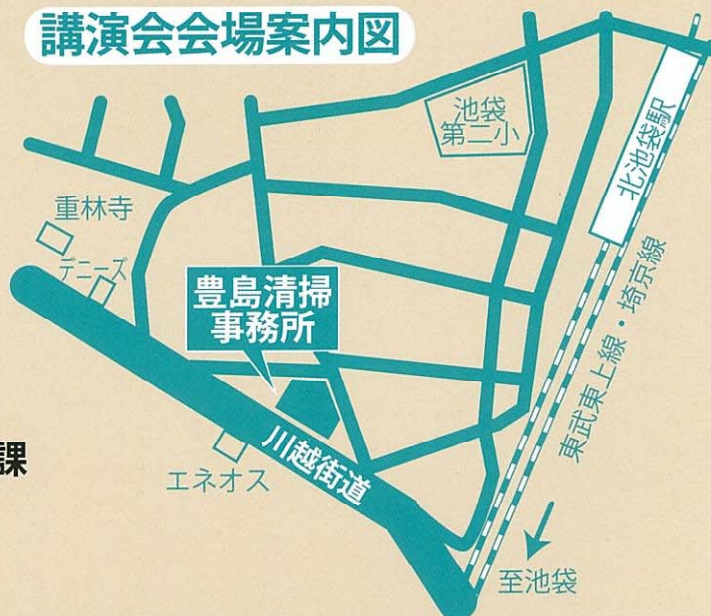 講演会会場案内図
池袋
第二小
北池袋駅
重林寺
デニーズ
豊島清掃
事務所
東武東上線・埼京線
課
エネオス
川越街道
至池袋